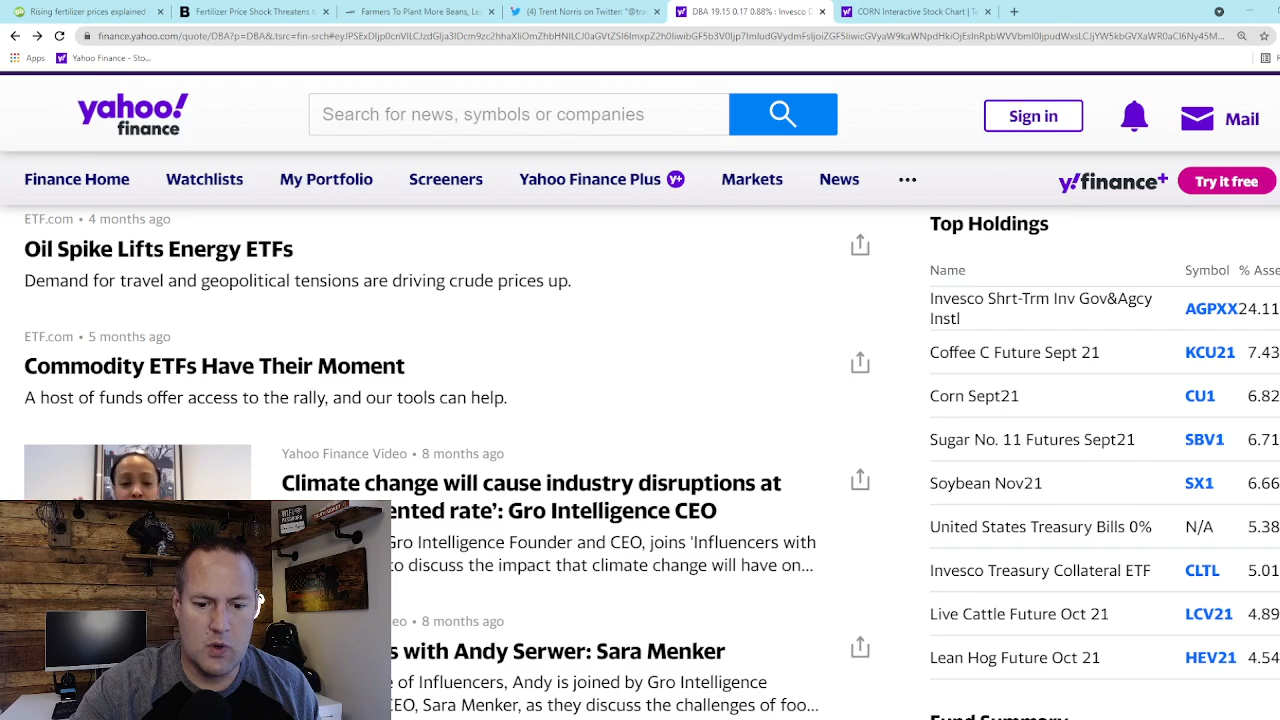 Rising fertilizer prices explained
Fertilizer Price Shock Threatens t
Farmers To Plant More Beans, Le
(4) Trent Norris on Twitter: "@tra
DBA 19.15 0.17 0.88% : Invesco D
CORN Interactive Stock Chart | T
Apps
Yahoo Finance - Sto...
yahoo!
finance
Search for news, symbols or companies
Sign in
Mail
Finance Home
Watchlists
My Portfolio
Screeners
Yahoo Finance Plus y+
Markets
News
...
y!finance+
Try it free
ETF.com • 4 months ago
Oil Spike Lifts Energy ETFs
Demand for travel and geopolitical tensions are driving crude prices up.
ETF.com • 5 months ago
Commodity ETFs Have Their Moment
A host of funds offer access to the rally, and our tools can help.
Yahoo Finance Video • 8 months ago
Climate change will cause industry disruptions at
ented rate': Gro Intelligence CEO
Gro Intelligence Founder and CEO, joins 'Influencers with
to discuss the impact that climate change will have on...
eo • 8 months ago
s with Andy Serwer: Sara Menker
e of Influencers, Andy is joined by Gro Intelligence
CEO, Sara Menker, as they discuss the challenges of foo...
Top Holdings
Name Symbol % Asse
Invesco Shrt-Trm Inv Gov&Agcy
Instl AGPXX 24.11
Coffee C Future Sept 21 KCU21 7.43
Corn Sept21 CU1 6.82
Sugar No. 11 Futures Sept21 SBV1 6.71
Soybean Nov21 SX1 6.66
United States Treasury Bills 0% N/A 5.38
Invesco Treasury Collateral ETF CLTL 5.01
Live Cattle Future Oct 21 LCV21 4.89
Lean Hog Future Oct 21 HEV21 4.54
Fund Summary
WIFI
PASSWORD